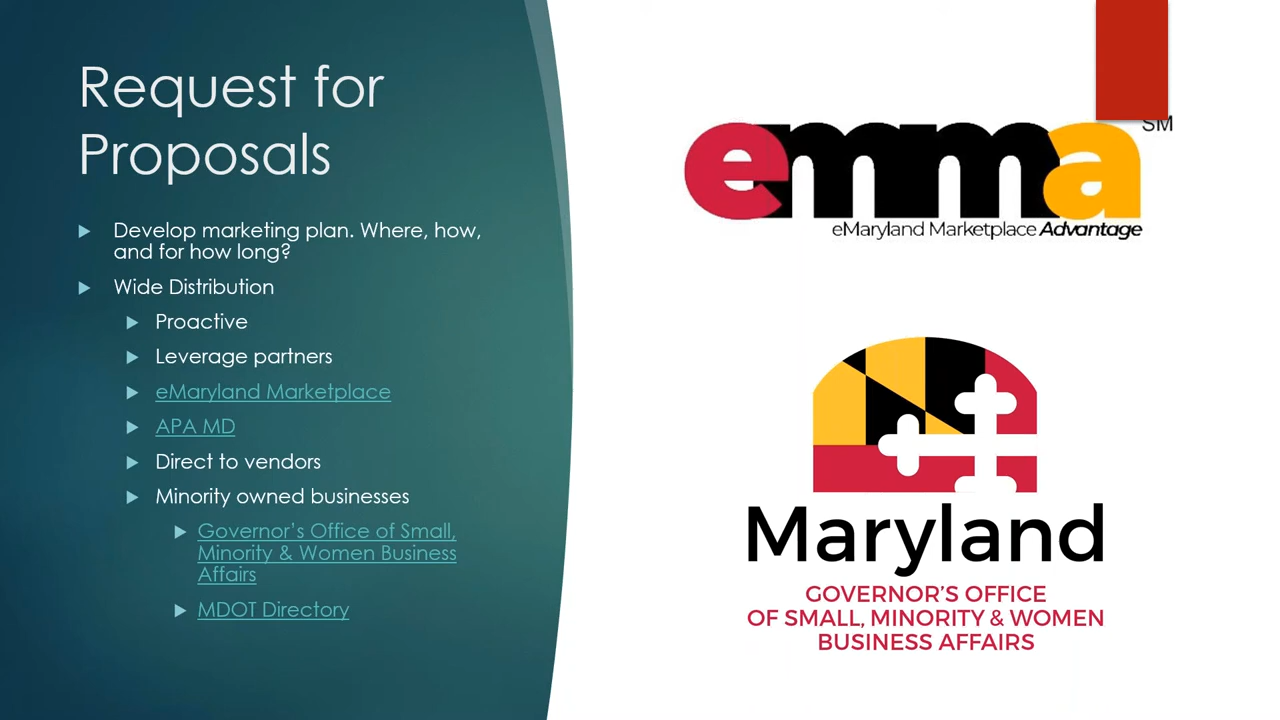 Request for
Proposals
Develop marketing plan. Where, how,
and for how long?
Wide Distribution
Proactive
Leverage partners
eMaryland Marketplace
APA MD
Direct to vendors
Minority owned businesses
Governor's Office of Small,
Minority & Women Business
Affairs
MDOT Directory
emma SM
eMaryland Marketplace Advantage
Maryland
GOVERNOR'S OFFICE
OF SMALL, MINORITY & WOMEN
BUSINESS AFFAIRS